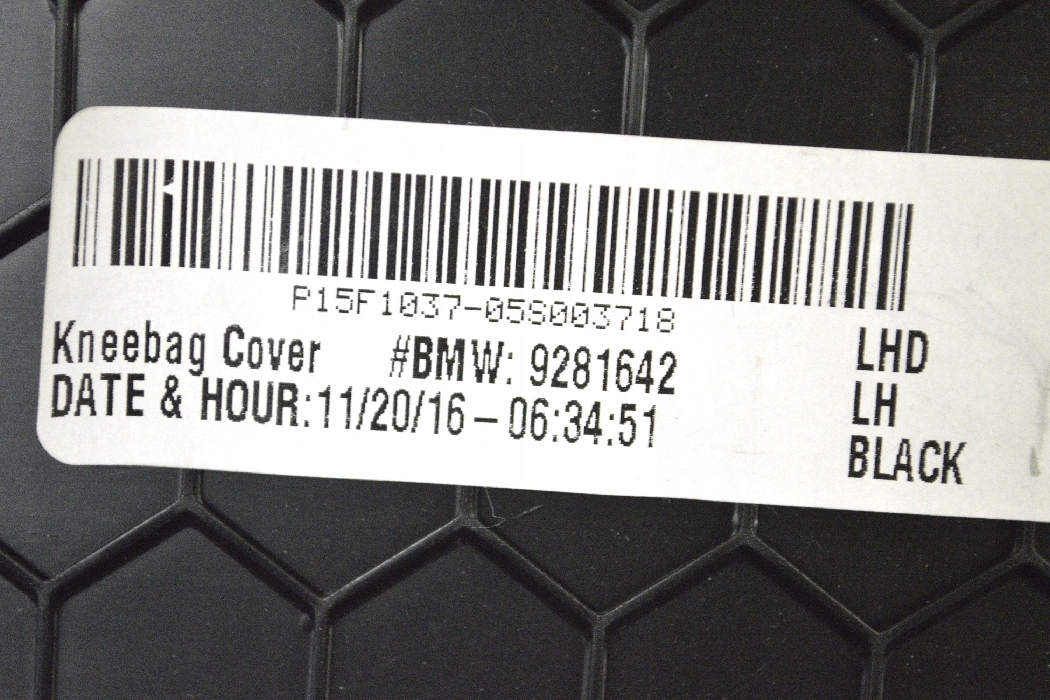 P15F1037-05S003718
Kneebag Cover #BMW: 9281642 LHD
DATE & HOUR:11/20/16 – 06:34:51 LH
BLACK